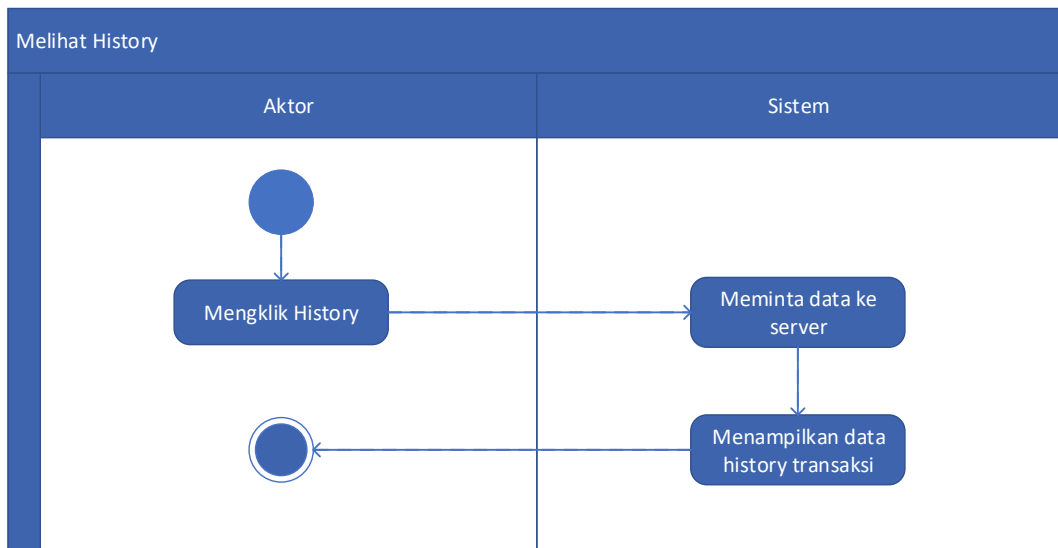 Melihat History
Aktor
Sistem
Mengklik History
Meminta data ke
server
Menampilkan data
history transaksi